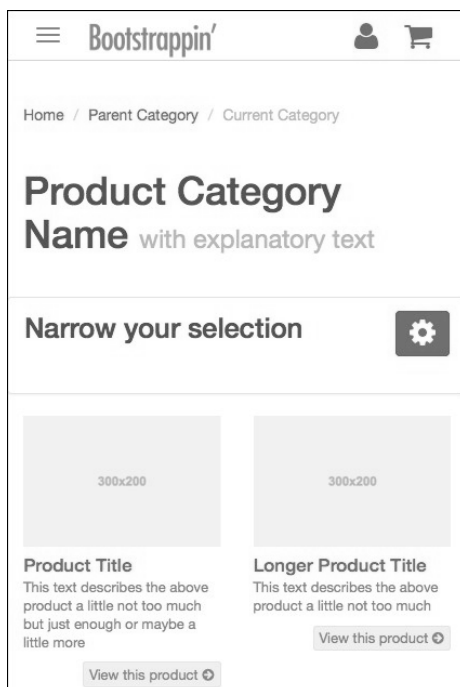 Bootstrappin'
Home / Parent Category / Current Category
Product Category
Name with explanatory text
Narrow your selection
300x200
Product Title
This text describes the above
product a little not too much
but just enough or maybe a
little more
View this product
300x200
Longer Product Title
This text describes the above
product a little not too much
View this product